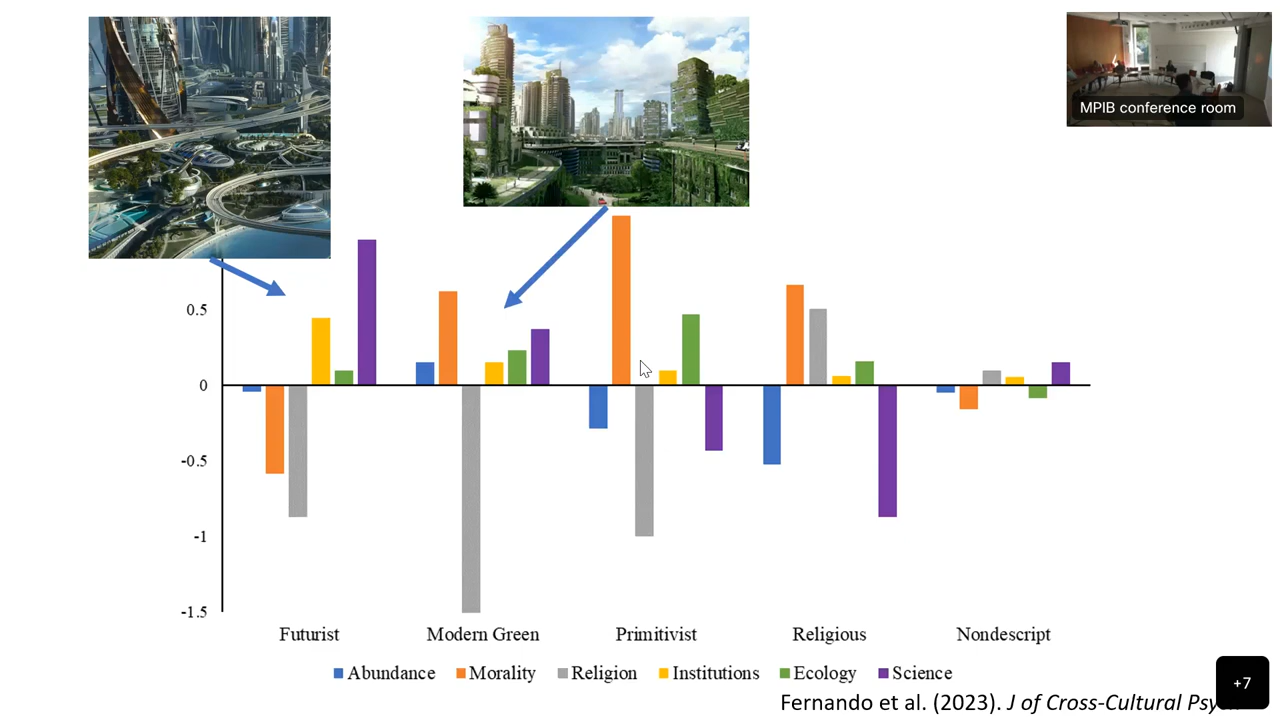 MPIB conference room
0.5
0
-0.5
-1
-1.5
Futurist Modern Green Primitivist Religious Nondescript
Abundance Morality Religion Institutions Ecology Science
Fernando et al. (2023). J of Cross-Cultural
+7